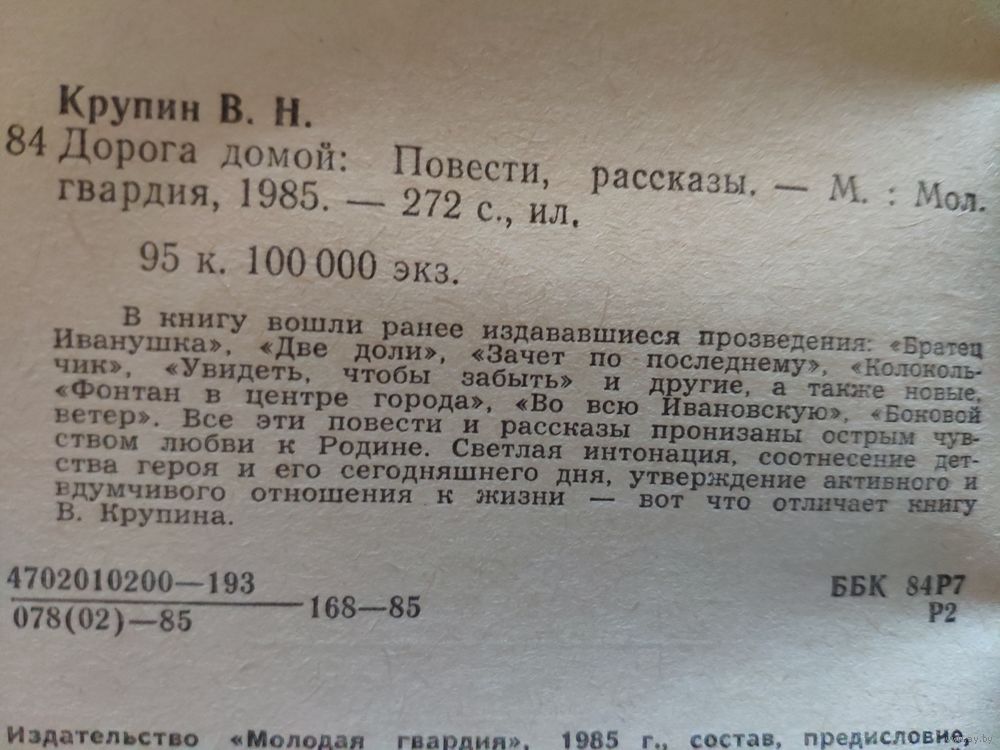 Крупин В. Н.
84 Дорога домой: Повести, рассказы. — М. : Мол.
гвардия, 1985. — 272 с., ил.
95 к. 100 000 экз.
В книгу вошли ранее издававшиеся прозведения: «Братец
Иванушка», «Две доли», «Зачет по последнему», «Колоколь-
чик», «Увидеть, чтобы забыть» и другие, а также новые,
«Фонтан в центре города», «Во всю Ивановскую», «Боковой
ветер». Все эти повести и рассказы пронизаны острым чув-
ством любви к Родине. Светлая интонация, соотнесение дет-
ства героя и его сегодняшнего дня, утверждение активного и
вдумчивого отношения к жизни — вот что отличает книгу
В. Крупина.
4702010200—193
078(02)—85
168—85
ББК 84Р7
Р2
Издательство «Молодая гвардия», 1985 г., состав, предисловие,